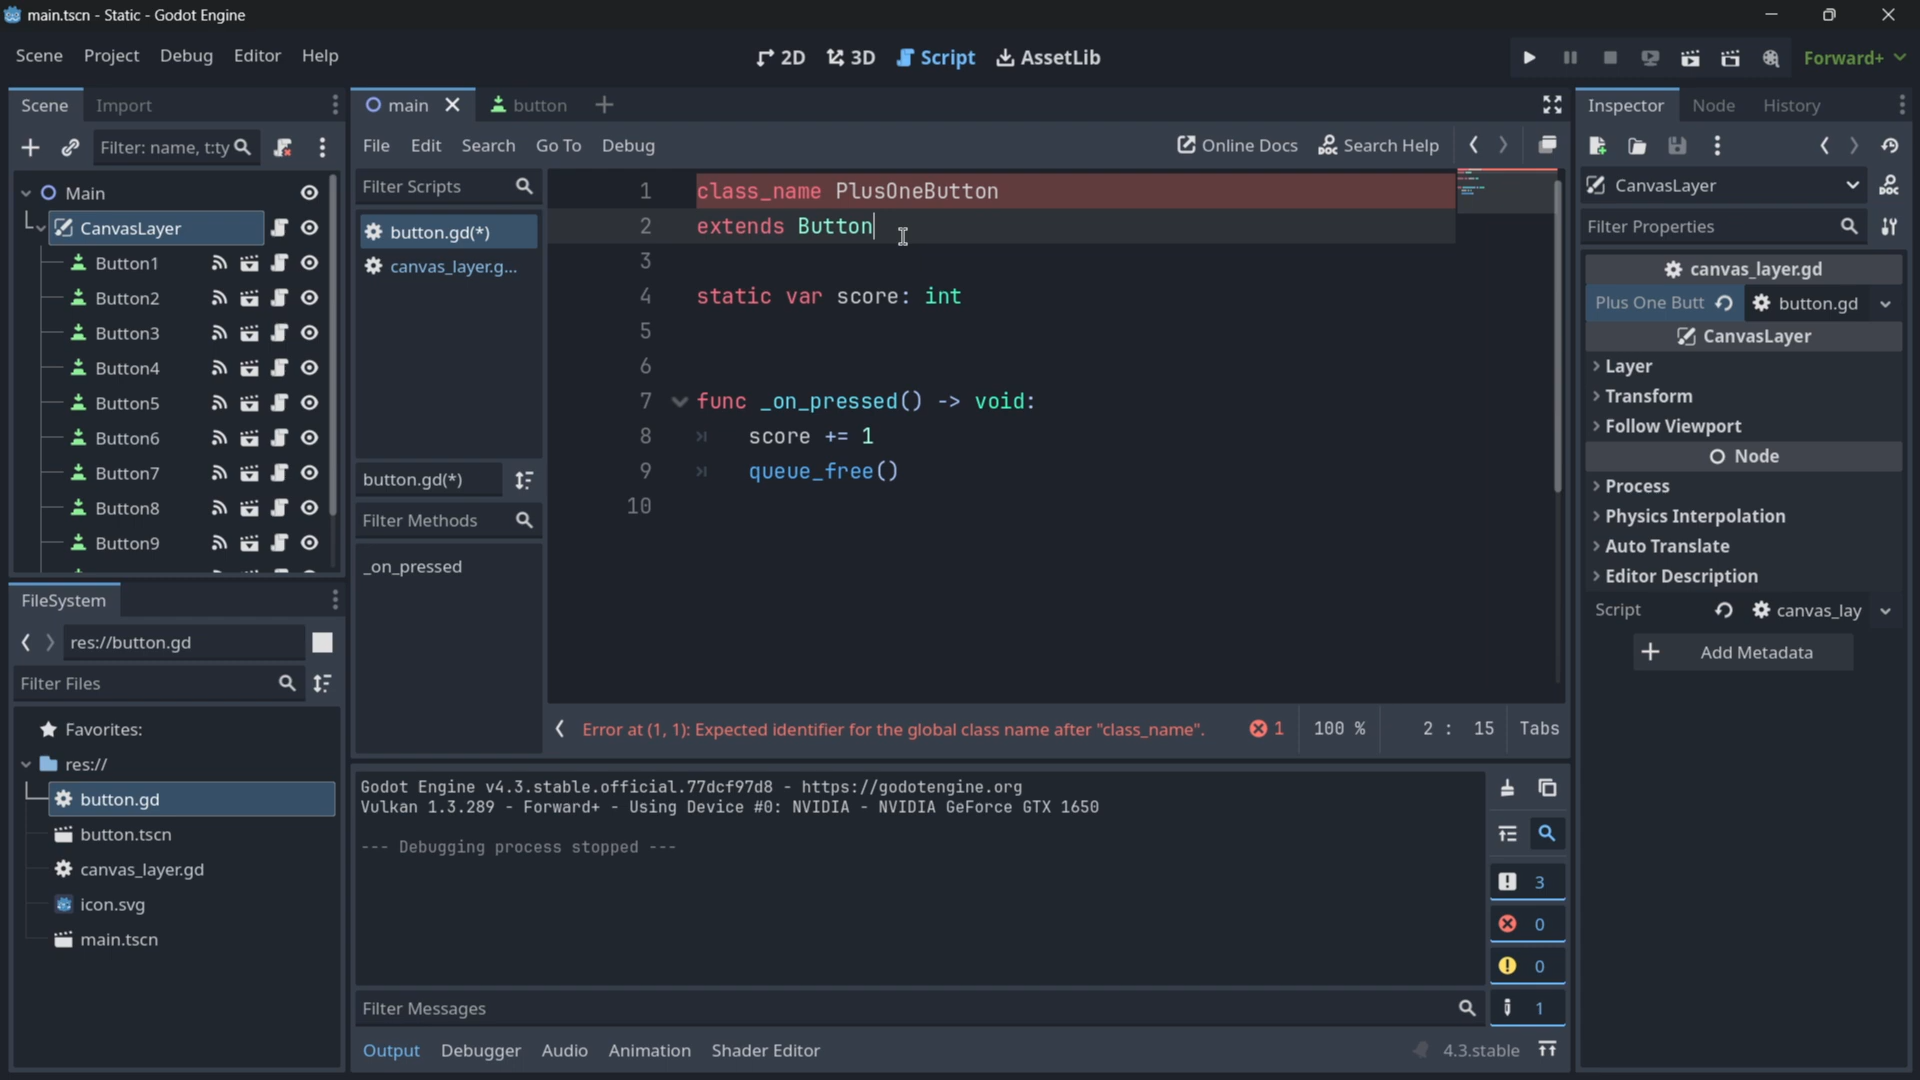 main.tscn - Static - Godot Engine
Scene Project Debug Editor Help
2D 3D Script AssetLib
Forward+
Scene Import
Filter: name, t:ty
Main
CanvasLayer
Button1
Button2
Button3
Button4
Button5
Button6
Button7
Button8
Button9
FileSystem
res://button.gd
Filter Files
Favorites:
res://
button.gd
button.tscn
canvas_layer.gd
icon.svg
main.tscn
main button
File Edit Search Go To Debug
Online Docs Search Help
Filter Scripts
button.gd(*)
canvas_layer.g...
button.gd(*)
Filter Methods
_on_pressed
1 class_name PlusOneButton
2 extends Button
3
4 static var score: int
5
6
7 func _on_pressed() -> void:
8 score += 1
9 queue_free()
10
Error at (1, 1): Expected identifier for the global class name after "class_name".
1 100 % 2 : 15 Tabs
Godot Engine v4.3.stable.official.77dcf97d8 - https://godotengine.org
Vulkan 1.3.289 - Forward+ - Using Device #0: NVIDIA - NVIDIA GeForce GTX 1650
--- Debugging process stopped ---
3
0
0
1
Filter Messages
Output Debugger Audio Animation Shader Editor
4.3.stable
Inspector Node History
CanvasLayer
Filter Properties
canvas_layer.gd
Plus One Butt button.gd
CanvasLayer
Layer
Transform
Follow Viewport
Node
Process
Physics Interpolation
Auto Translate
Editor Description
Script canvas_lay
Add Metadata